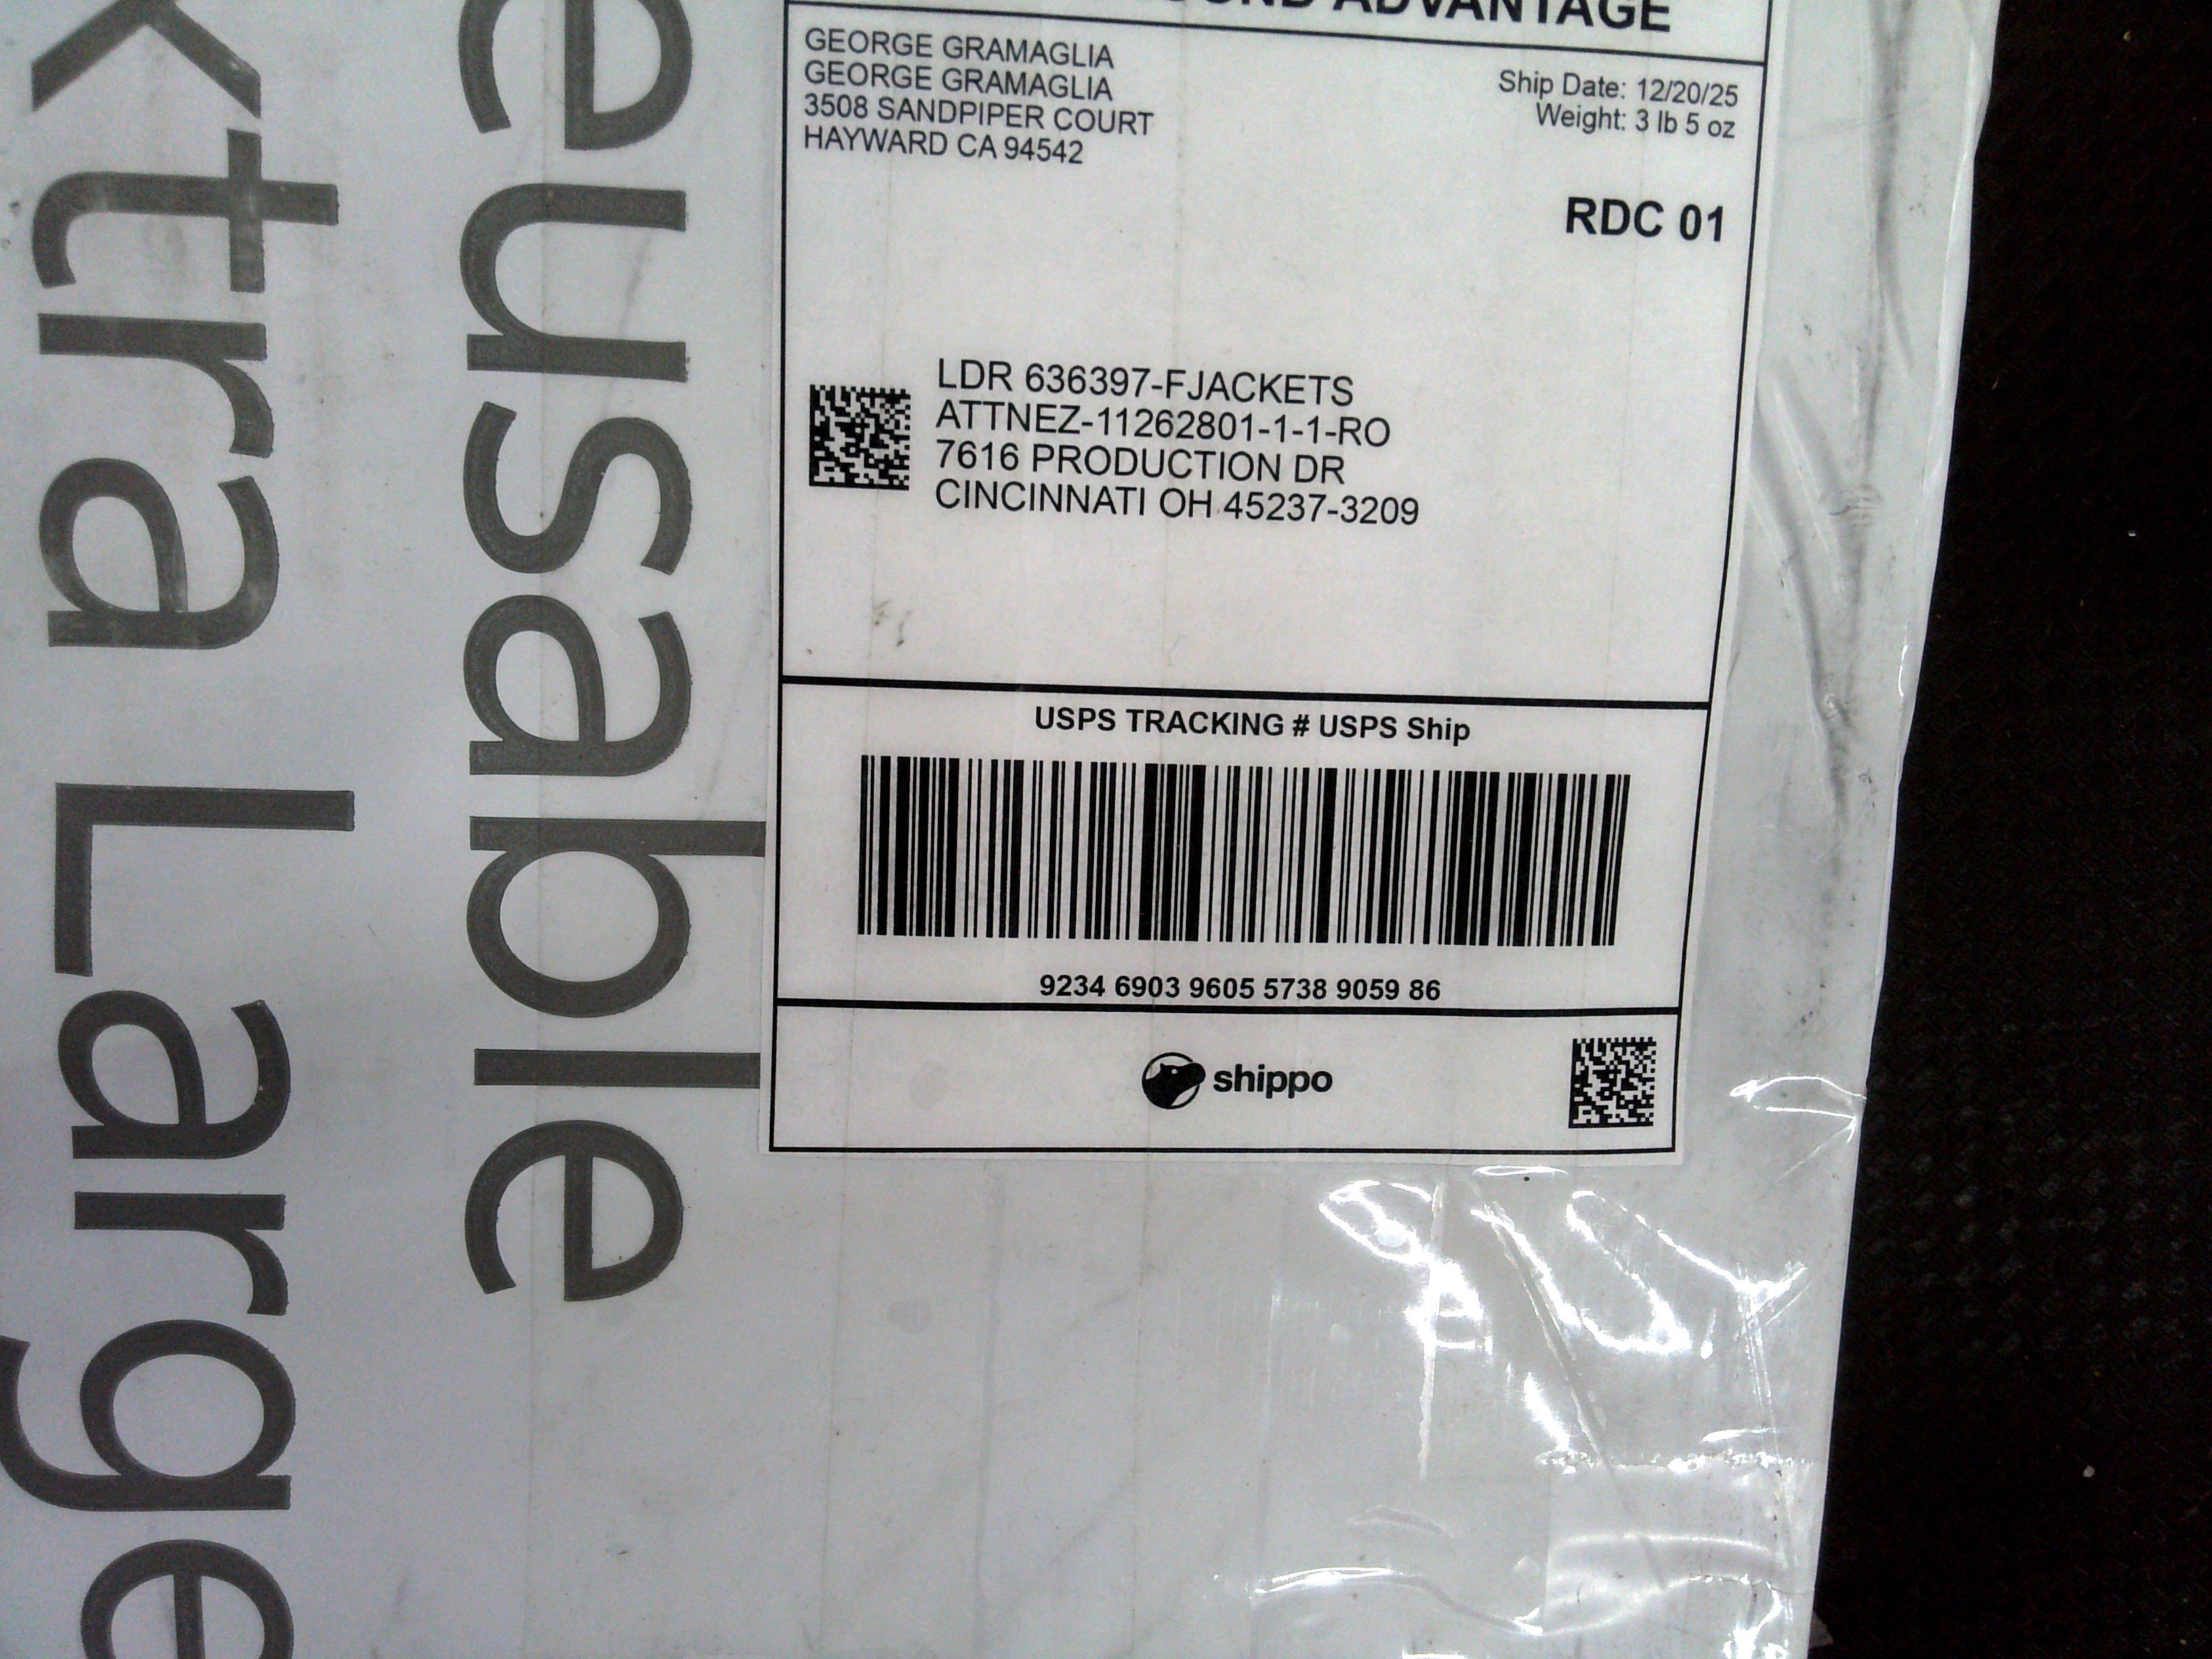 ADVANTAGE
GEORGE GRAMAGLIA
GEORGE GRAMAGLIA
3508 SANDPIPER COURT
HAYWARD CA 94542
Ship Date: 12/20/25
Weight: 3 lb 5 oz
RDC 01
LDR 636397-FJACKETS
ATTNEZ-11262801-1-1-RO
7616 PRODUCTION DR
CINCINNATI OH 45237-3209
USPS TRACKING # USPS Ship
9234 6903 9605 5738 9059 86
shippo
eusable
xtra Large